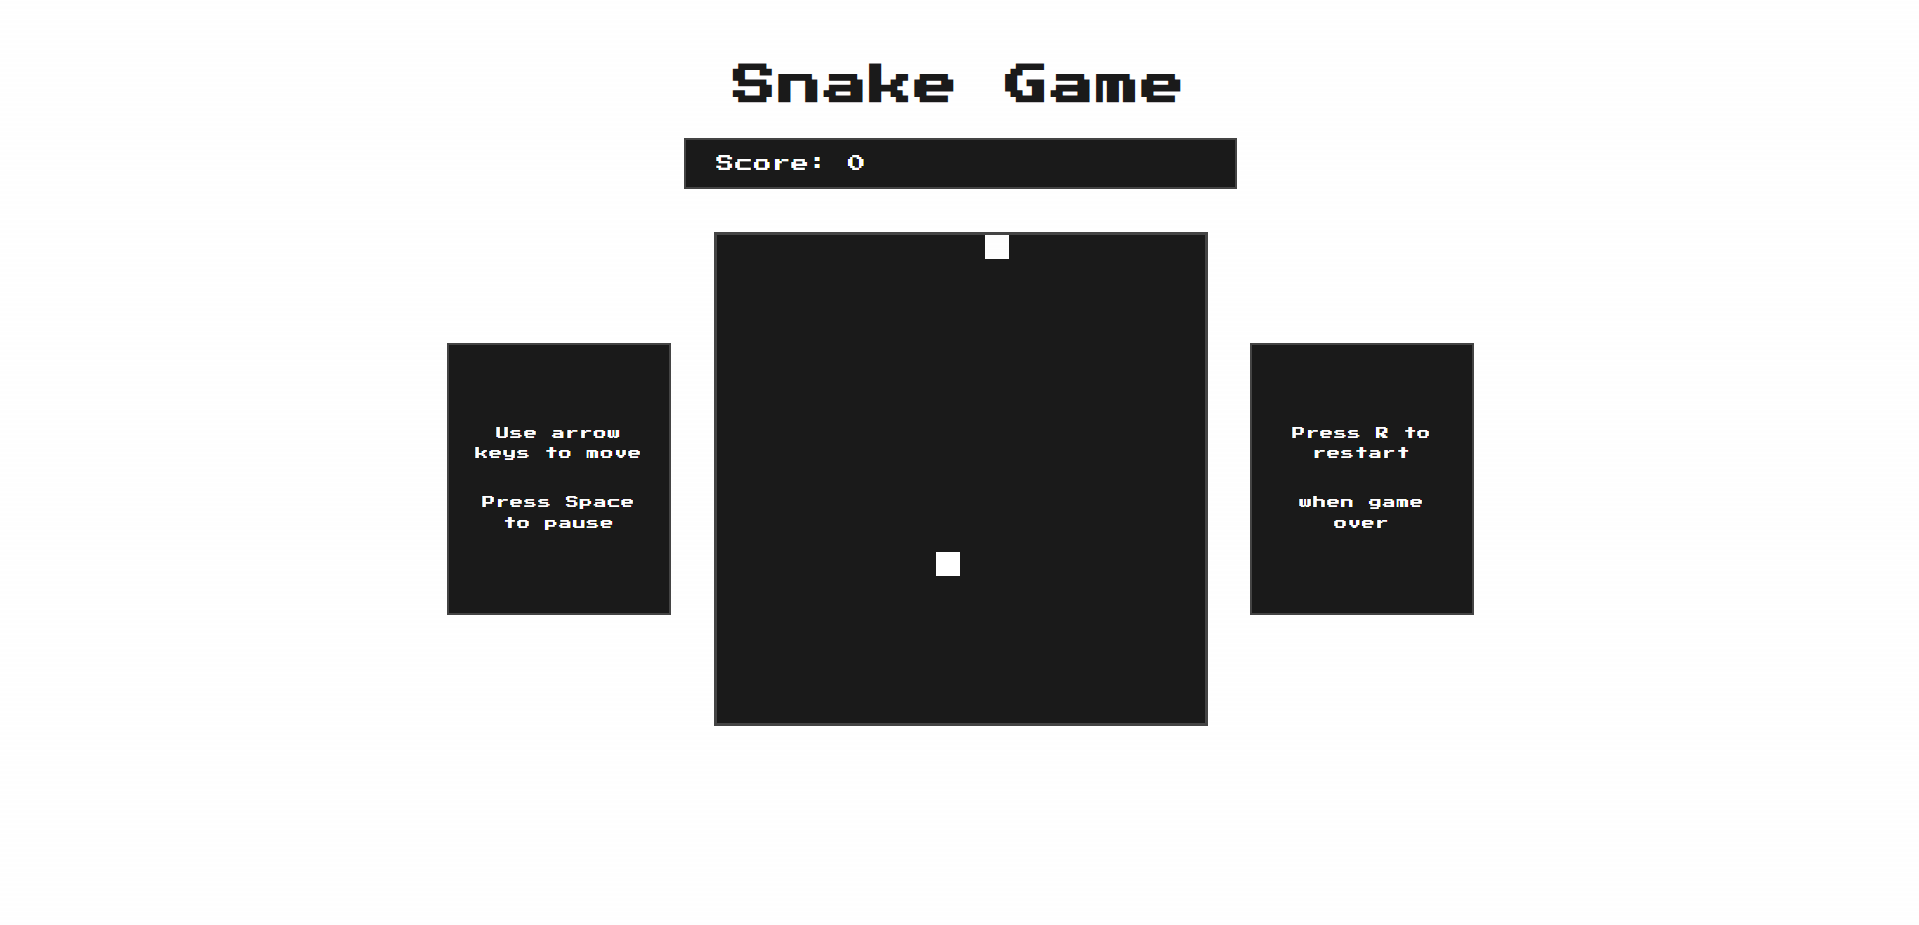 Snake Game
Score: 0
Use arrow
keys to move
Press Space
to pause
Press R to
restart
when game
over